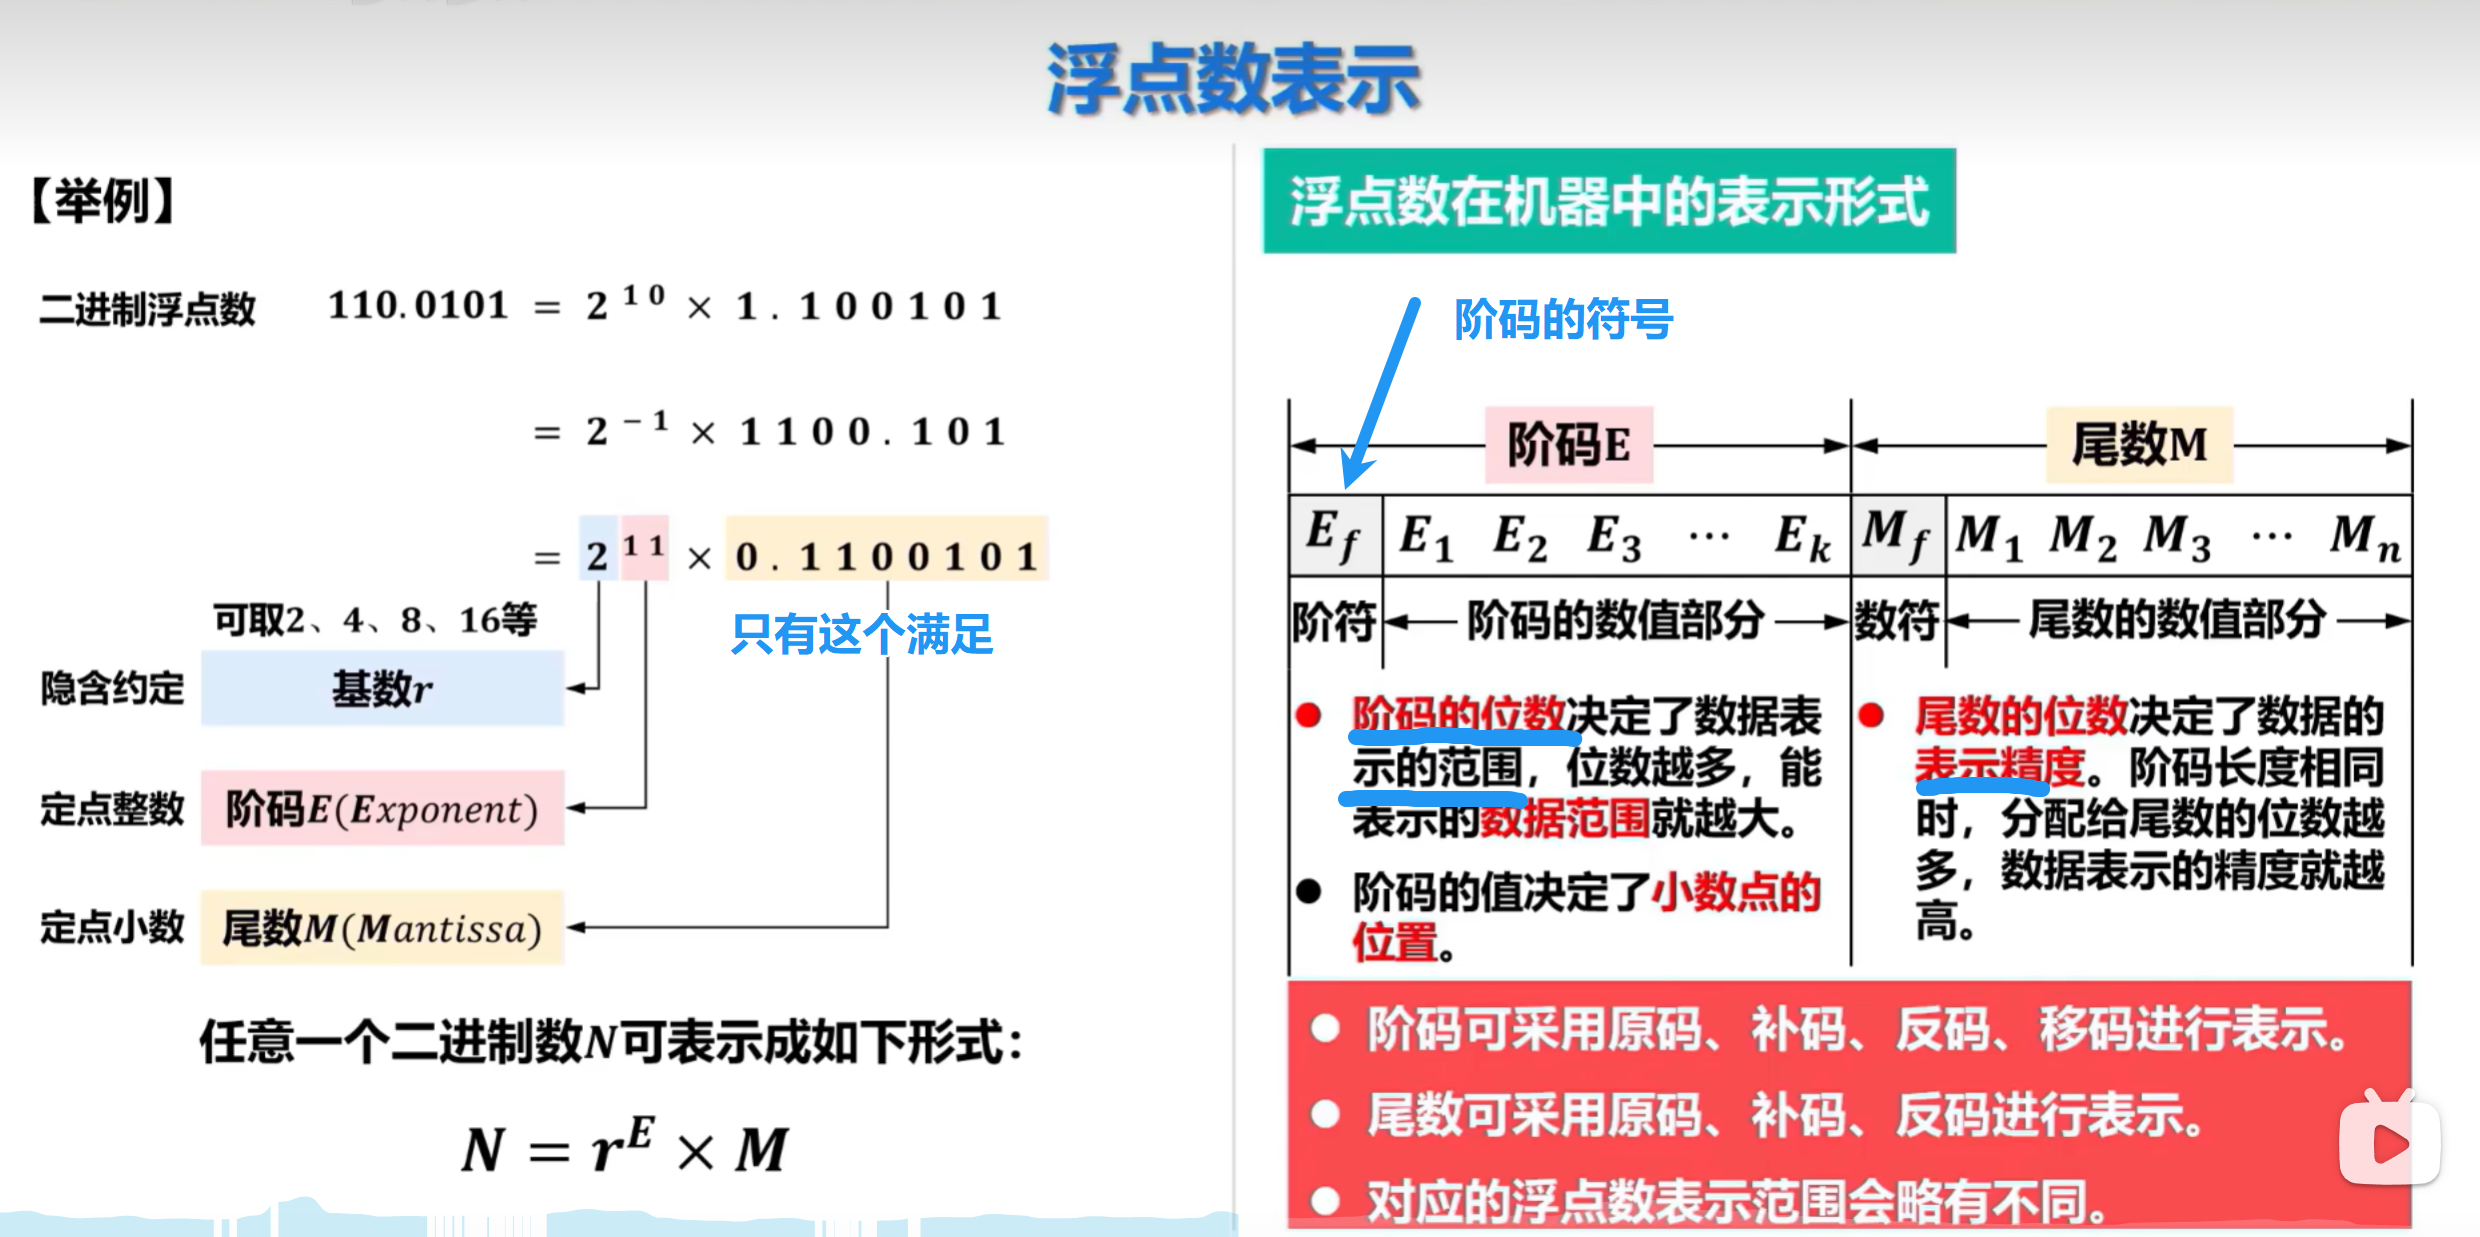 浮点数表示
【举例】
二进制浮点数 110.0101 = 2^10 × 1.100101
= 2^-1 × 1100.101
= 2^11 × 0.1100101
只有这个满足
可取2、4、8、16等
隐含约定 基数r
定点整数 阶码E(Exponent)
定点小数 尾数M(Mantissa)
任意一个二进制数N可表示成如下形式：
N = r^E × M
浮点数在机器中的表示形式
阶码的符号
阶码E 尾数M
E_f E_1 E_2 E_3 … E_k M_f M_1 M_2 M_3 … M_n
阶符 阶码的数值部分 数符 尾数的数值部分
● 阶码的位数决定了数据表
示的范围，位数越多，能
表示的数据范围就越大。
● 阶码的值决定了小数点的
位置。
● 尾数的位数决定了数据的
表示精度。阶码长度相同
时，分配给尾数的位数越
多，数据表示的精度就越
高。
● 阶码可采用原码、补码、反码、移码进行表示。
● 尾数可采用原码、补码、反码进行表示。
● 对应的浮点数表示范围会略有不同。